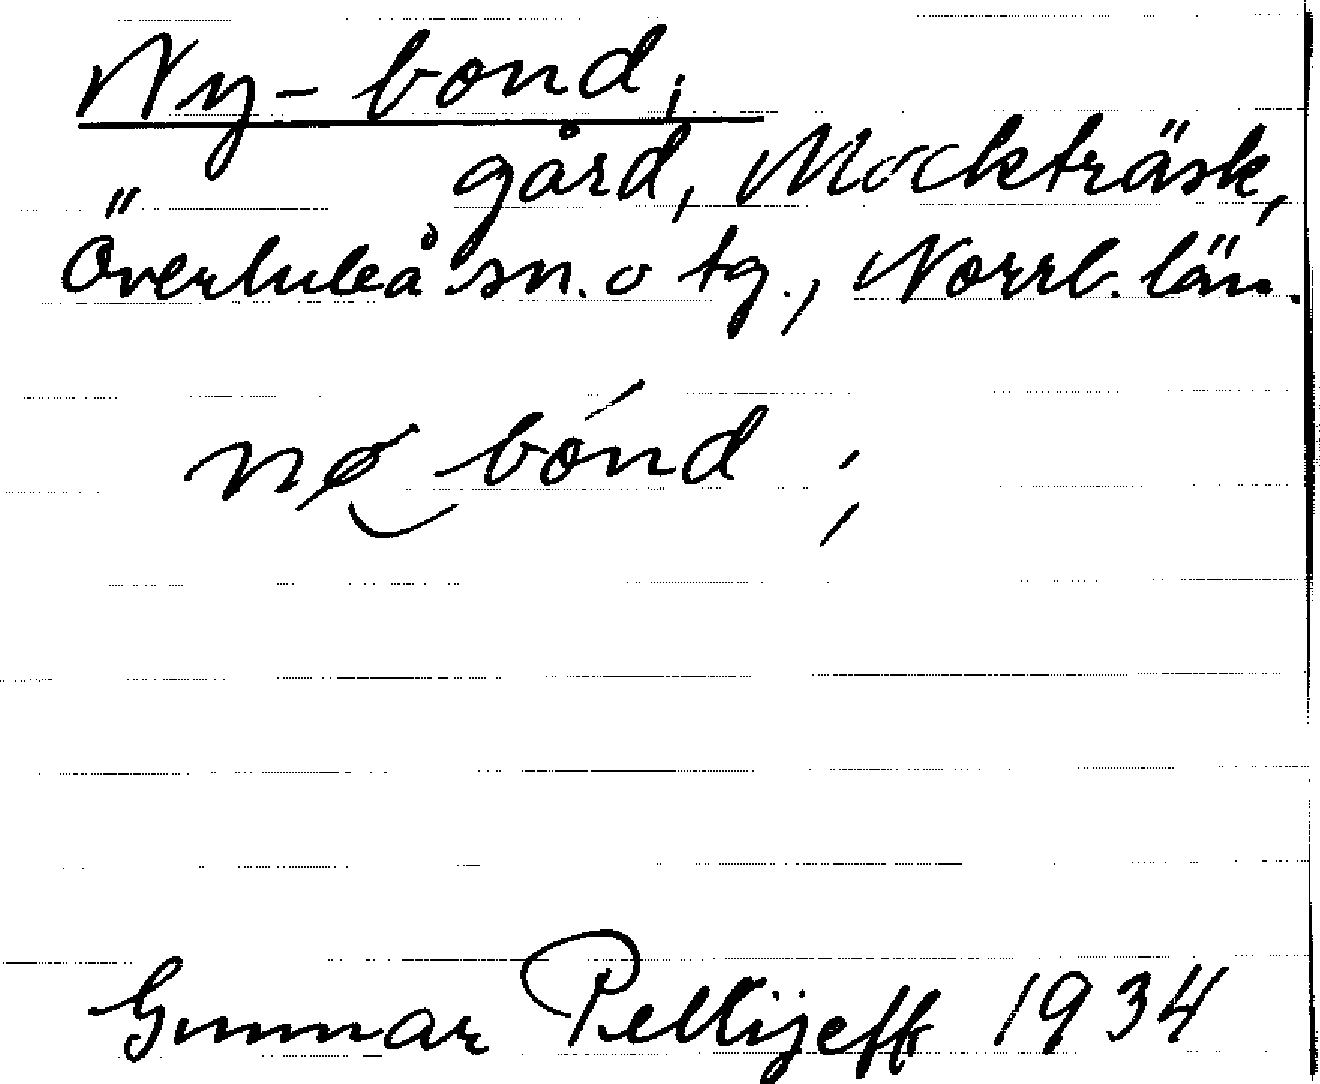 Ny-bond,
gård, Mockträsk,
Överluleå sn. o tg., Norrb. län.
nø‿bónd ;
Gunnar Pellijeff 1934